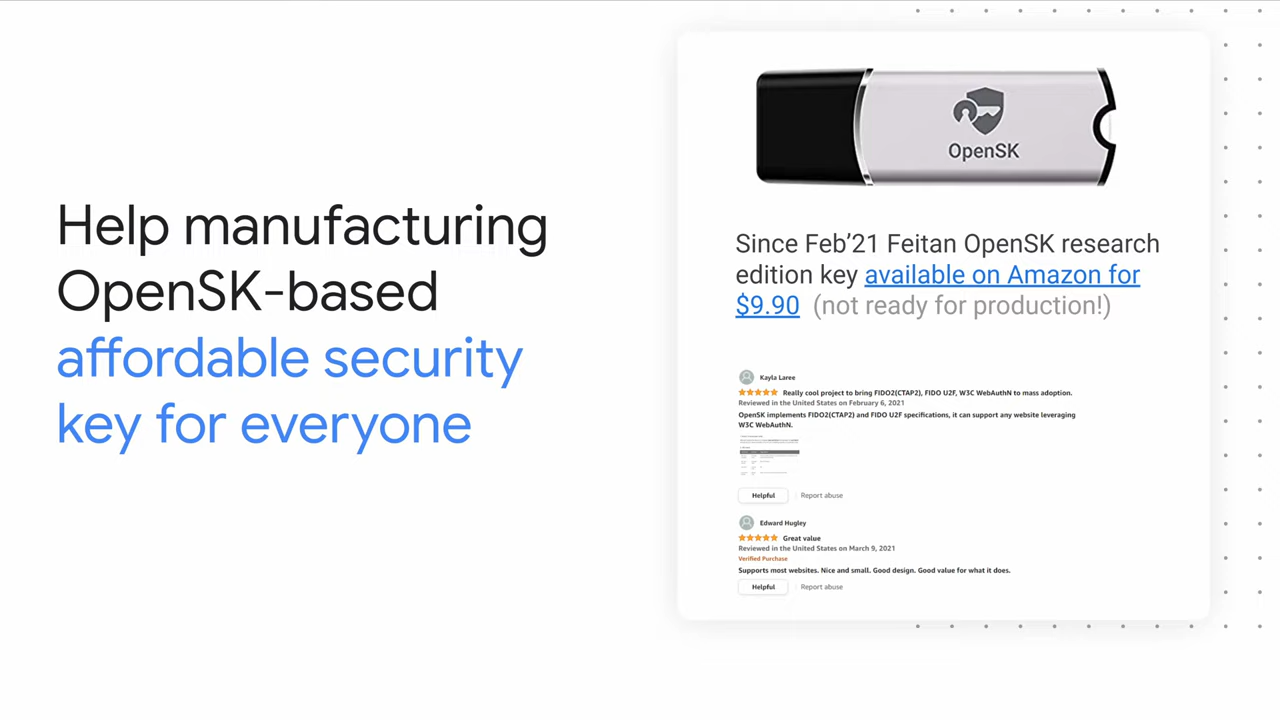 Help manufacturing
OpenSK-based
affordable security
key for everyone
OpenSK
Since Feb’21 Feitan OpenSK research
edition key available on Amazon for
$9.90 (not ready for production!)
Kayla Laree
Really cool project to bring FIDO2(CTAP2), FIDO U2F, W3C WebAuthN to mass adoption.
Reviewed in the United States on February 6, 2021
OpenSK implements FIDO2(CTAP2) and FIDO U2F specifications, it can support any website leveraging
W3C WebAuthN.
Helpful
Report abuse
Edward Hugley
Great value
Reviewed in the United States on March 9, 2021
Verified Purchase
Supports most websites. Nice and small. Good design. Good value for what it does.
Helpful
Report abuse